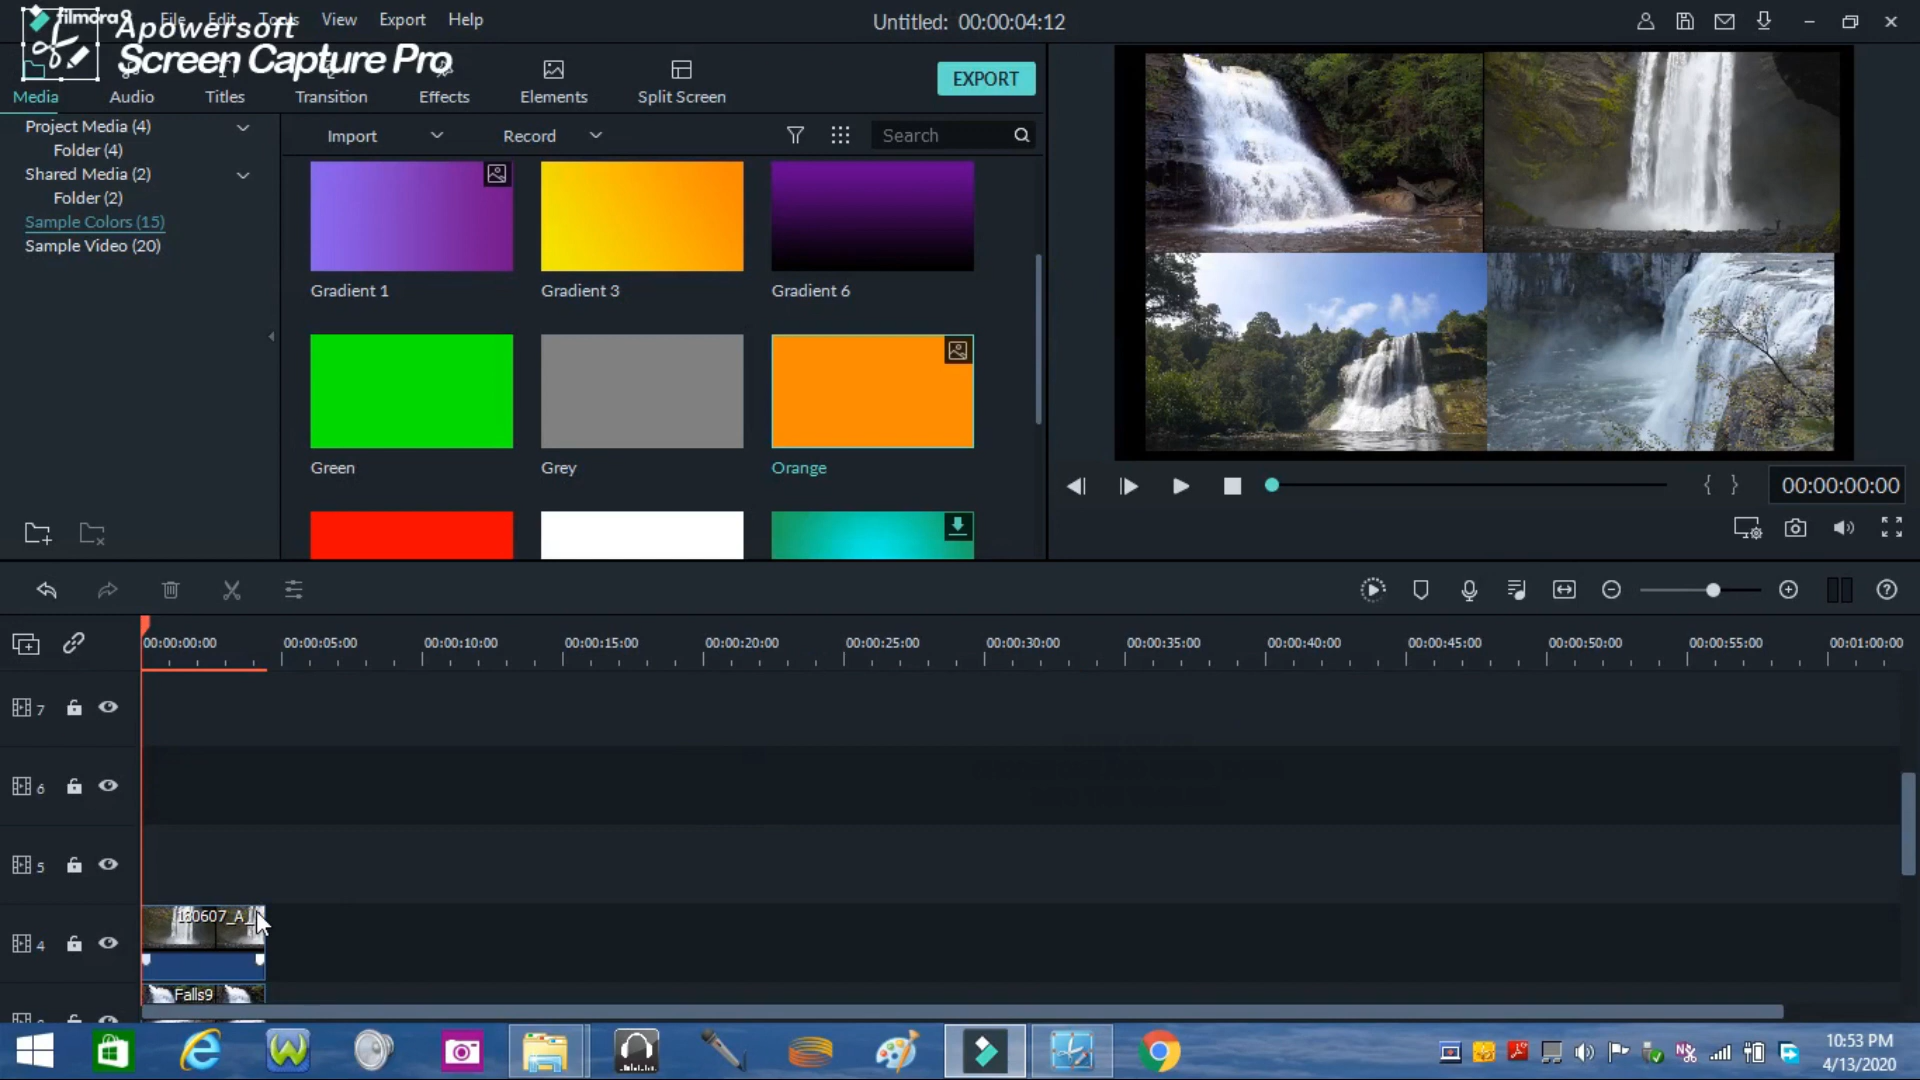 filmora9 File Edit Tools View Export Help
Untitled: 00:00:04:12
Apowersoft
Screen Capture Pro
Media Audio Titles Transition Effects Elements Split Screen
EXPORT
Project Media (4)
Folder (4)
Shared Media (2)
Folder (2)
Sample Colors (15)
Sample Video (20)
Import Record Search
Gradient 1 Gradient 3 Gradient 6
Green Grey Orange
00:00:00:00
00:00:00:00 00:00:05:00 00:00:10:00 00:00:15:00 00:00:20:00 00:00:25:00 00:00:30:00 00:00:35:00 00:00:40:00 00:00:45:00 00:00:50:00 00:00:55:00 00:01:00:00
7
6
5
180607_A_
4
Falls9
10:53 PM
4/13/2020